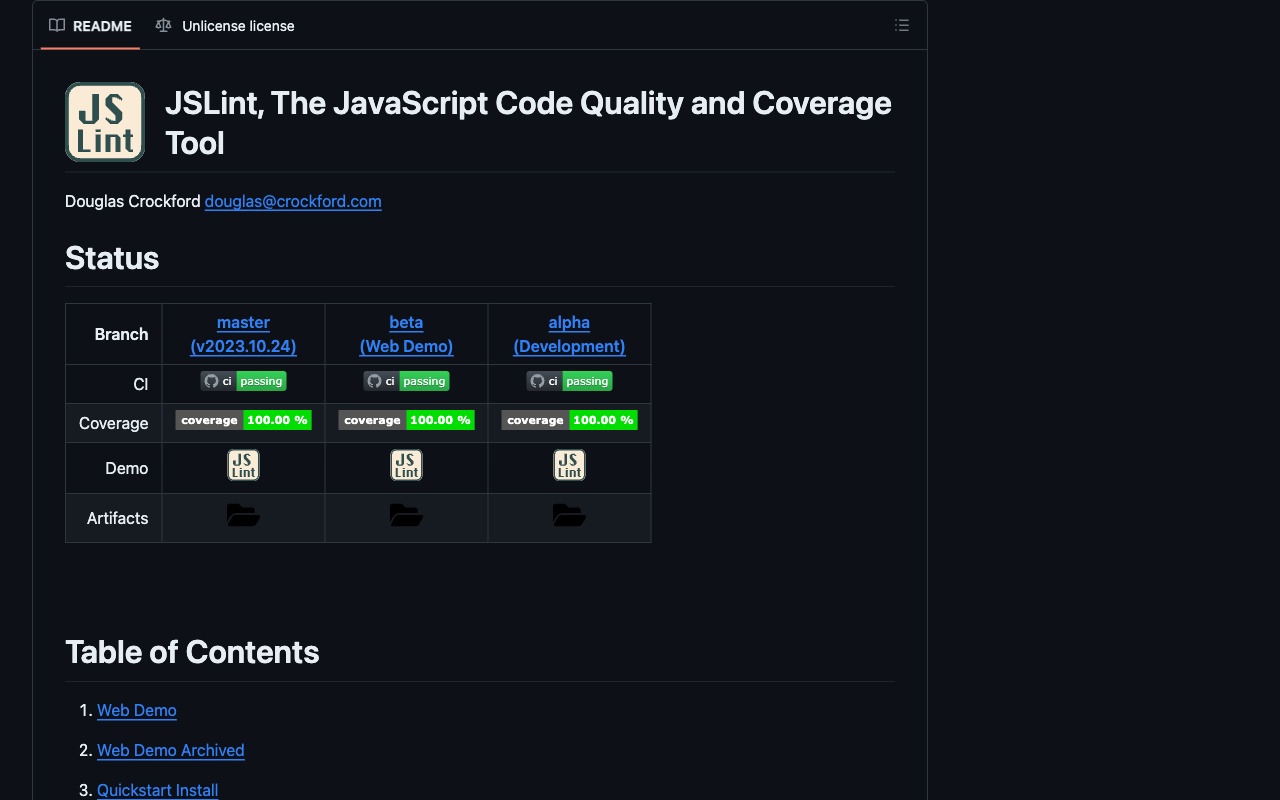 README Unlicense license
JS
Lint
JSLint, The JavaScript Code Quality and Coverage
Tool
Douglas Crockford douglas@crockford.com
Status
Branch master (v2023.10.24) beta (Web Demo) alpha (Development)
CI ci passing ci passing ci passing
Coverage coverage 100.00 % coverage 100.00 % coverage 100.00 %
Demo JS Lint JS Lint JS Lint
Artifacts
Table of Contents
1. Web Demo
2. Web Demo Archived
3. Quickstart Install